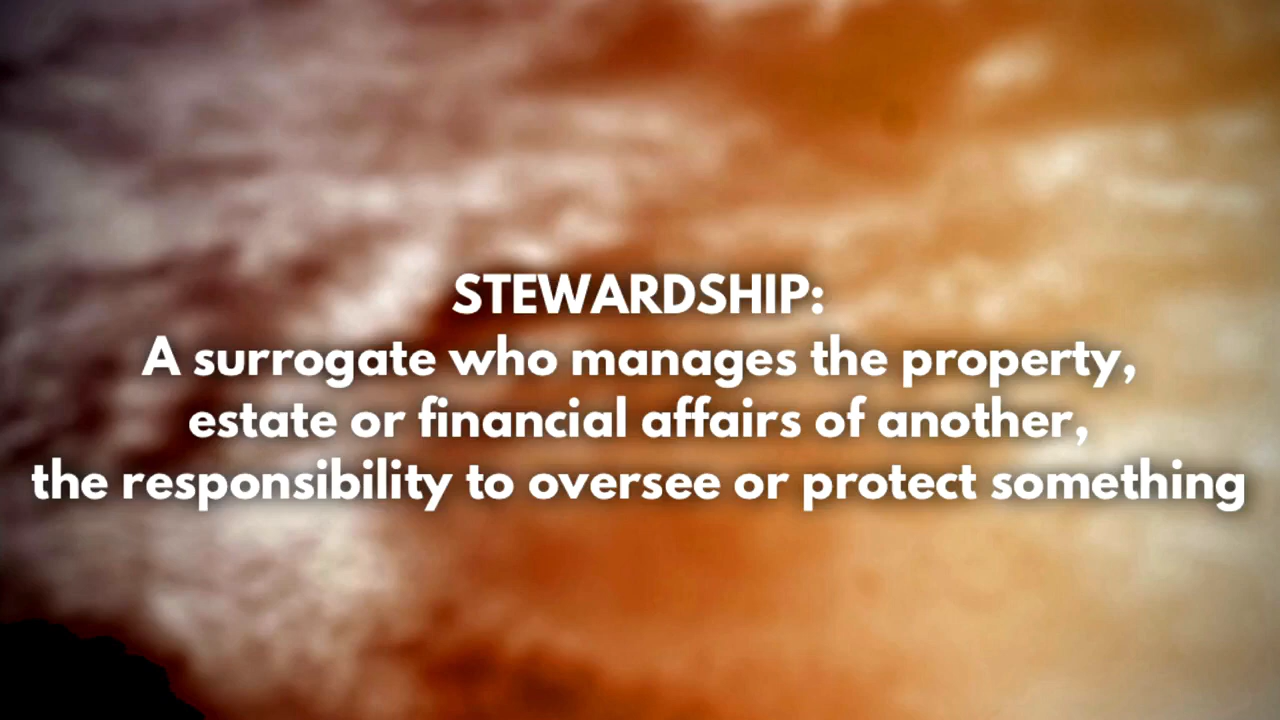 STEWARDSHIP:
A surrogate who manages the property,
estate or financial affairs of another,
the responsibility to oversee or protect something